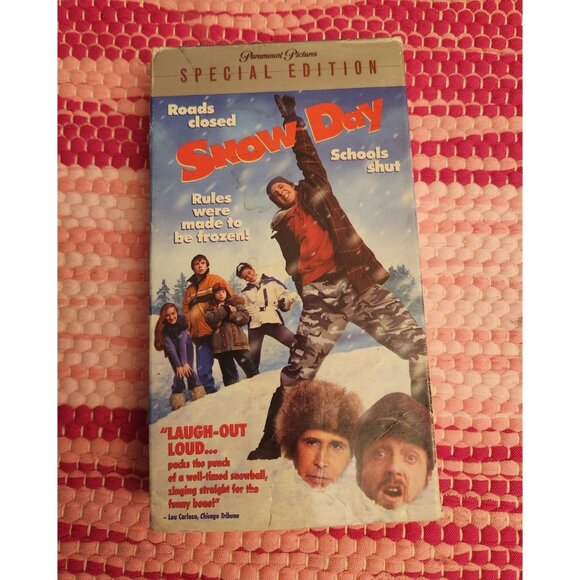 Paramount Pictures
SPECIAL EDITION
Roads
closed
Snow Day
Schools
shut
Rules
were
made to
be frozen!
"LAUGH-OUT
LOUD...
packs the punch
of a well-timed snowball,
zinging straight for the
funny bone!"
– Lou Carlozo, Chicago Tribune